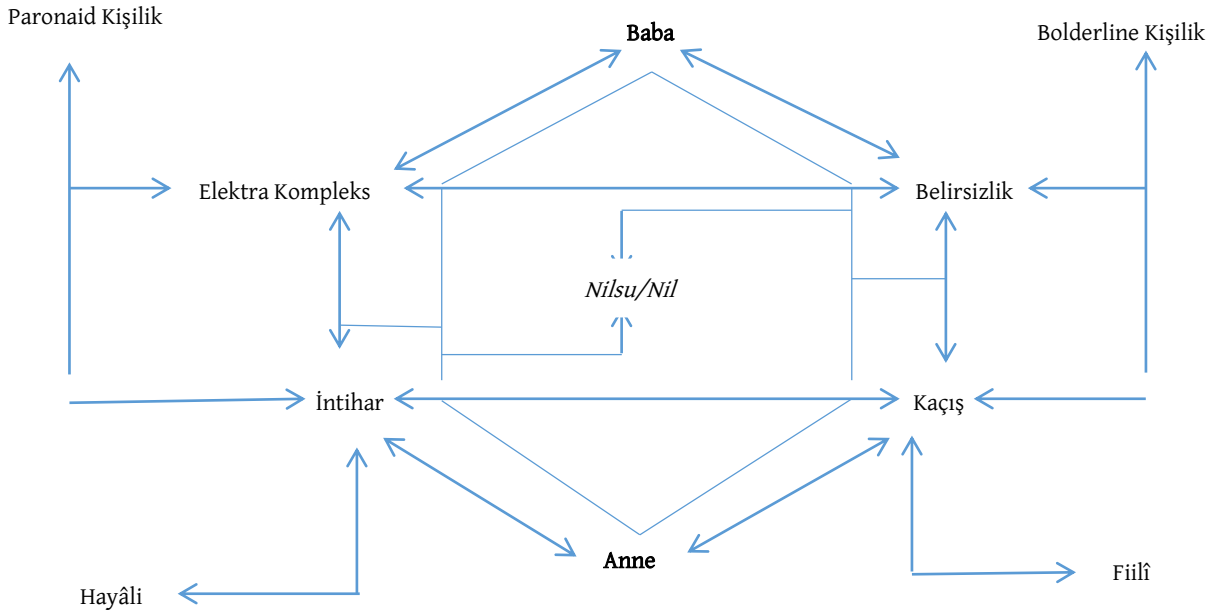 Paronaid Kişilik
Baba
Bolderline Kişilik
Elektra Kompleks
Belirsizlik
Nilsu/Nil
İntihar
Kaçış
Anne
Hayâli
Fiilî